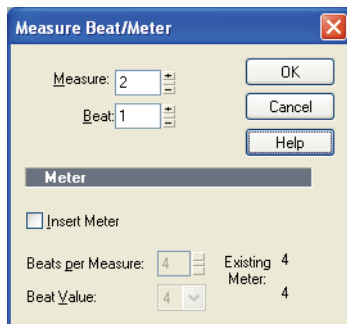 Measure Beat/Meter
Measure: 2
OK
Beat: 1
Cancel
Help
Meter
Insert Meter
Beats per Measure: 4
Existing Meter: 4
Beat Value: 4
4